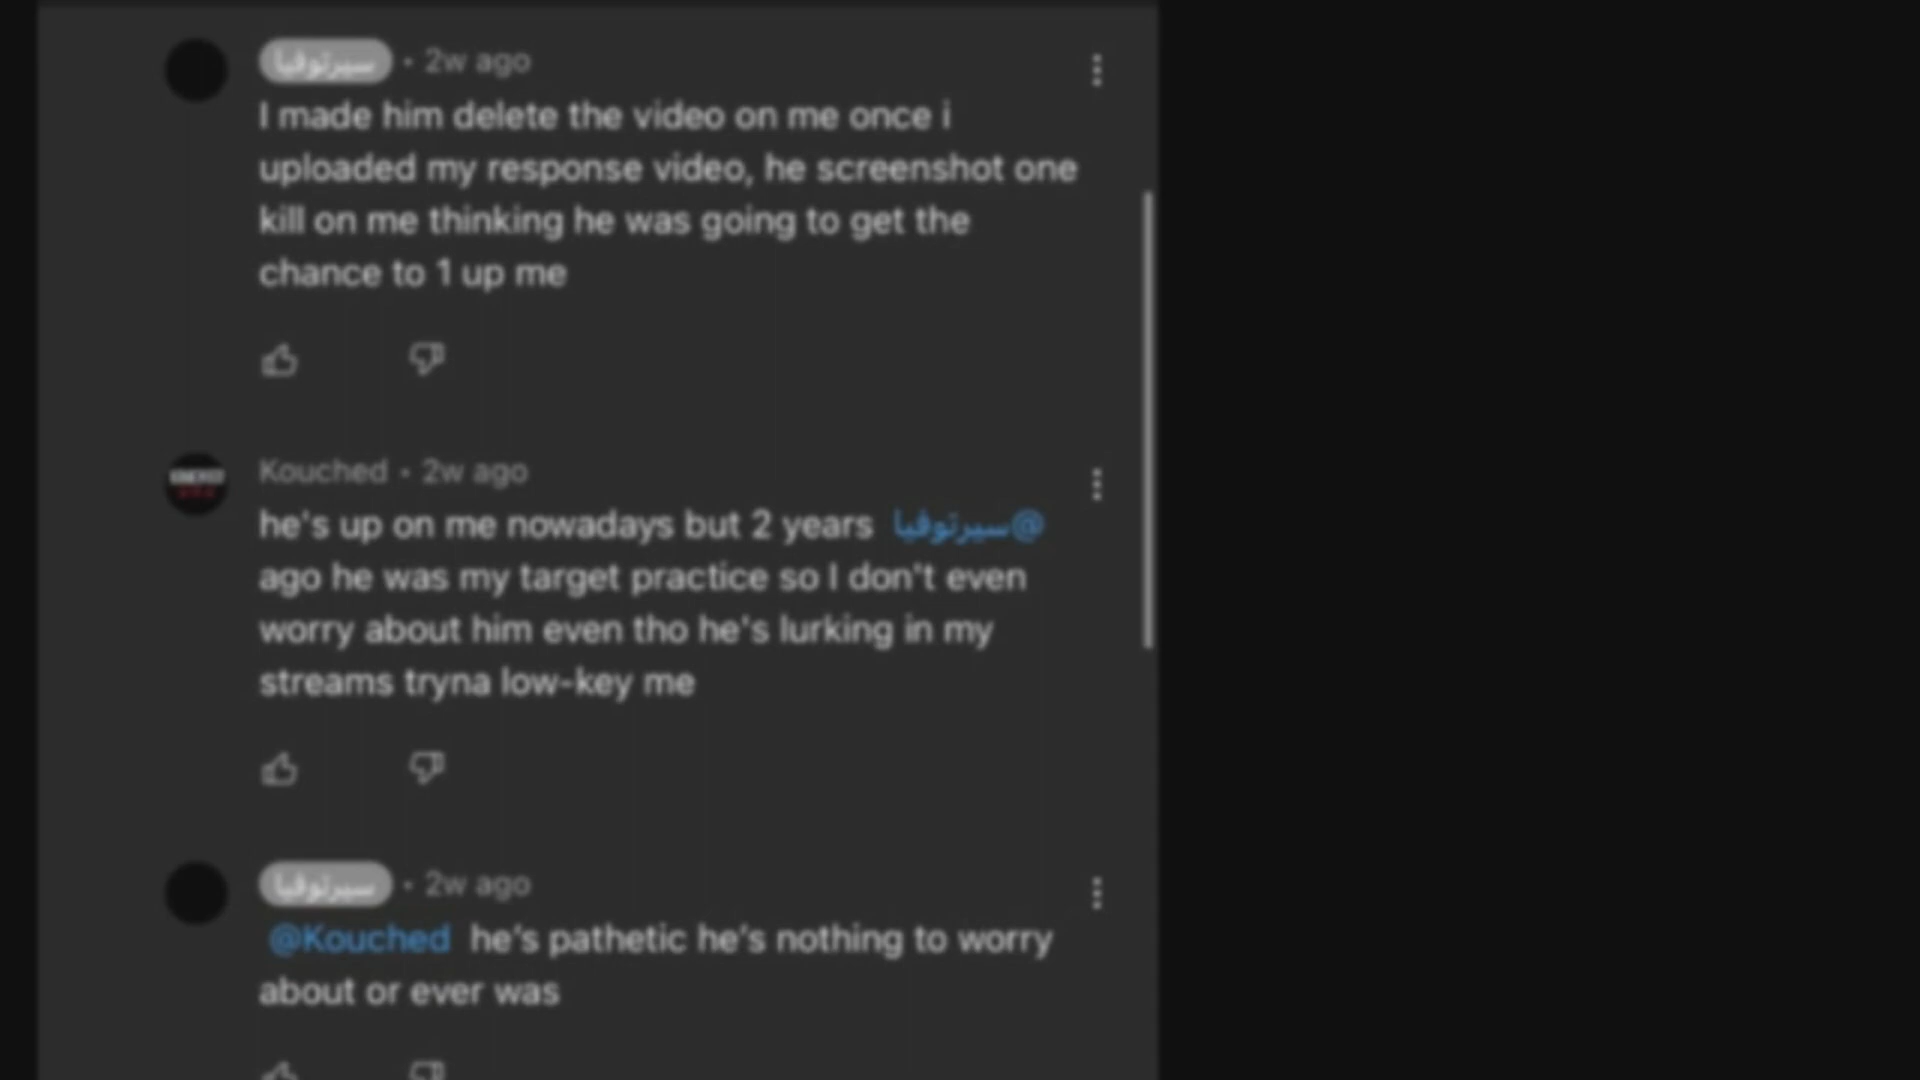 سيرتوفيا • 2w ago
I made him delete the video on me once i
uploaded my response video, he screenshot one
kill on me thinking he was going to get the
chance to 1 up me
Kouched • 2w ago
he's up on me nowadays but 2 years @سيرتوفيا
ago he was my target practice so I don't even
worry about him even tho he's lurking in my
streams tryna low-key me
سيرتوفيا • 2w ago
@Kouched he's pathetic he's nothing to worry
about or ever was